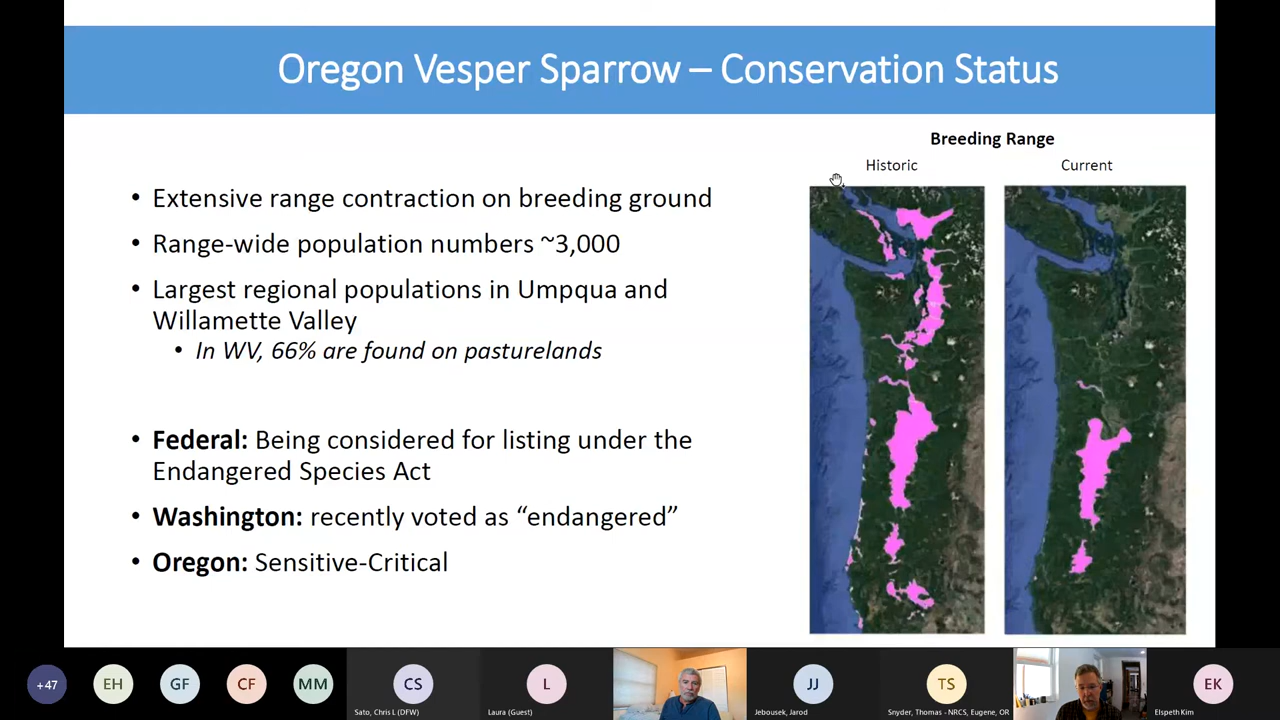 Oregon Vesper Sparrow – Conservation Status
Breeding Range
Historic
Current
• Extensive range contraction on breeding ground
• Range-wide population numbers ~3,000
• Largest regional populations in Umpqua and
Willamette Valley
• In WV, 66% are found on pasturelands
• Federal: Being considered for listing under the
Endangered Species Act
• Washington: recently voted as “endangered”
• Oregon: Sensitive-Critical
+47
EH
GF
CF
MM
CS
Sato, Chris L (DFW)
L
Laura (Guest)
JJ
Jebousek, Jarod
TS
Snyder, Thomas - NRCS, Eugene, OR
EK
Elspeth Kim